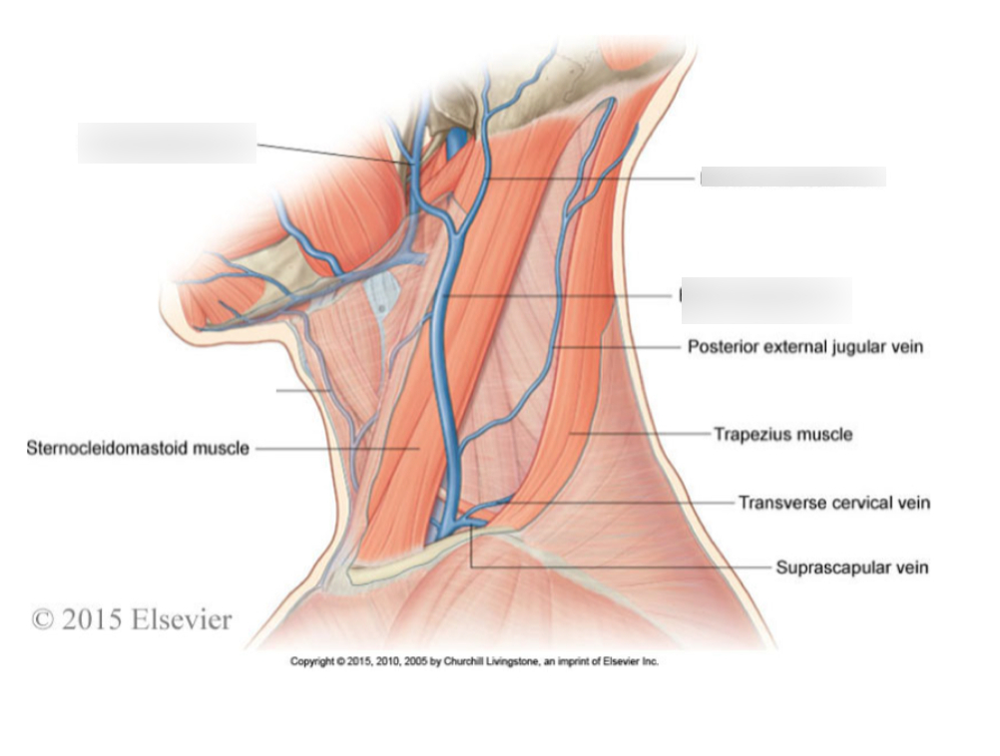 Posterior external jugular vein
Trapezius muscle
Sternocleidomastoid muscle
Transverse cervical vein
Suprascapular vein
© 2015 Elsevier
Copyright © 2015, 2010, 2005 by Churchill Livingstone, an imprint of Elsevier Inc.